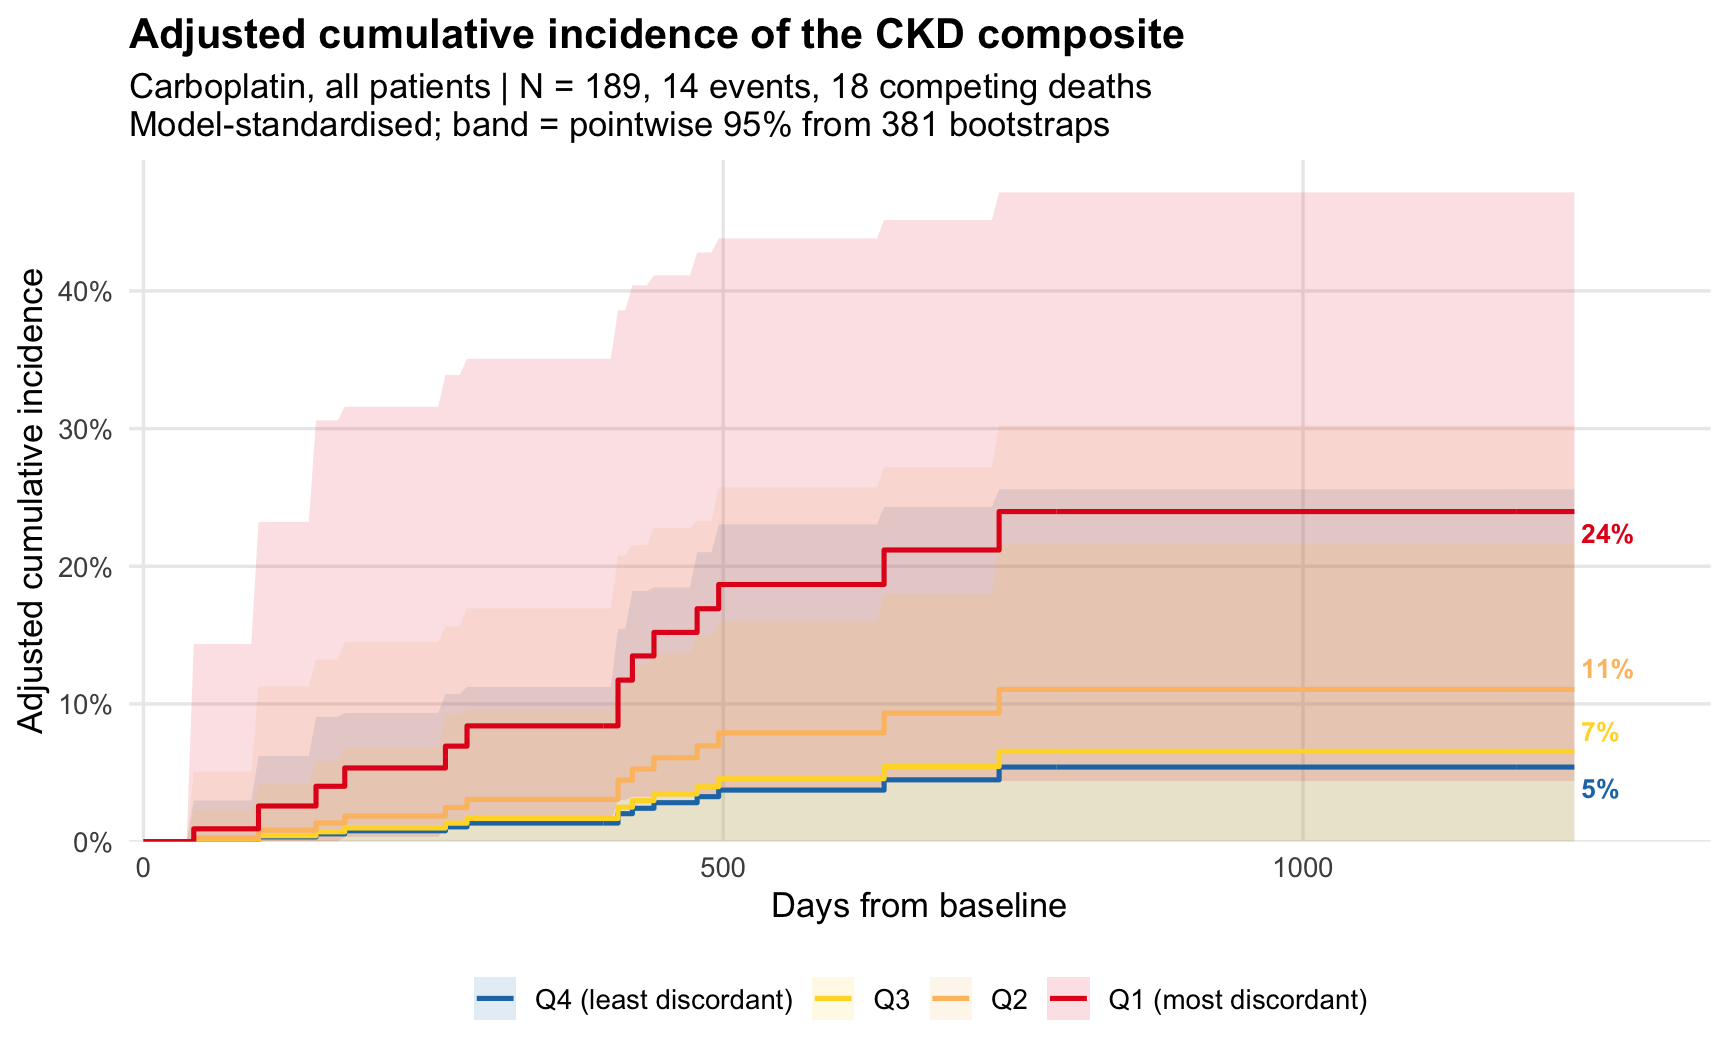 Adjusted cumulative incidence of the CKD composite
Carboplatin, all patients | N = 189, 14 events, 18 competing deaths
Model-standardised; band = pointwise 95% from 381 bootstraps
Adjusted cumulative incidence
40%
30%
20%
10%
0%
24%
11%
7%
5%
0
500
1000
Days from baseline
Q4 (least discordant)
Q3
Q2
Q1 (most discordant)